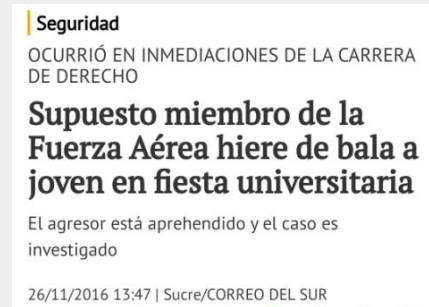 Seguridad
OCURRIÓ EN INMEDIACIONES DE LA CARRERA
DE DERECHO
Supuesto miembro de la
Fuerza Aérea hiere de bala a
joven en fiesta universitaria
El agresor está aprehendido y el caso es
investigado
26/11/2016 13:47 | Sucre/CORREO DEL SUR